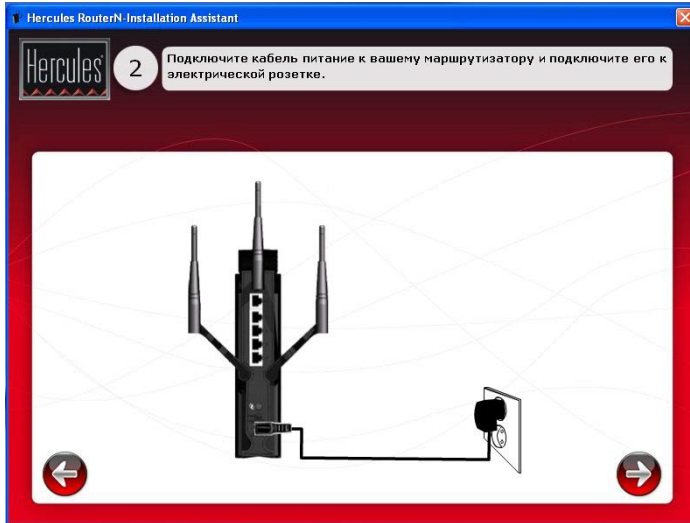 Hercules RouterN-Installation Assistant
Hercules
2
Подключите кабель питание к вашему маршрутизатору и подключите его к
электрической розетке.